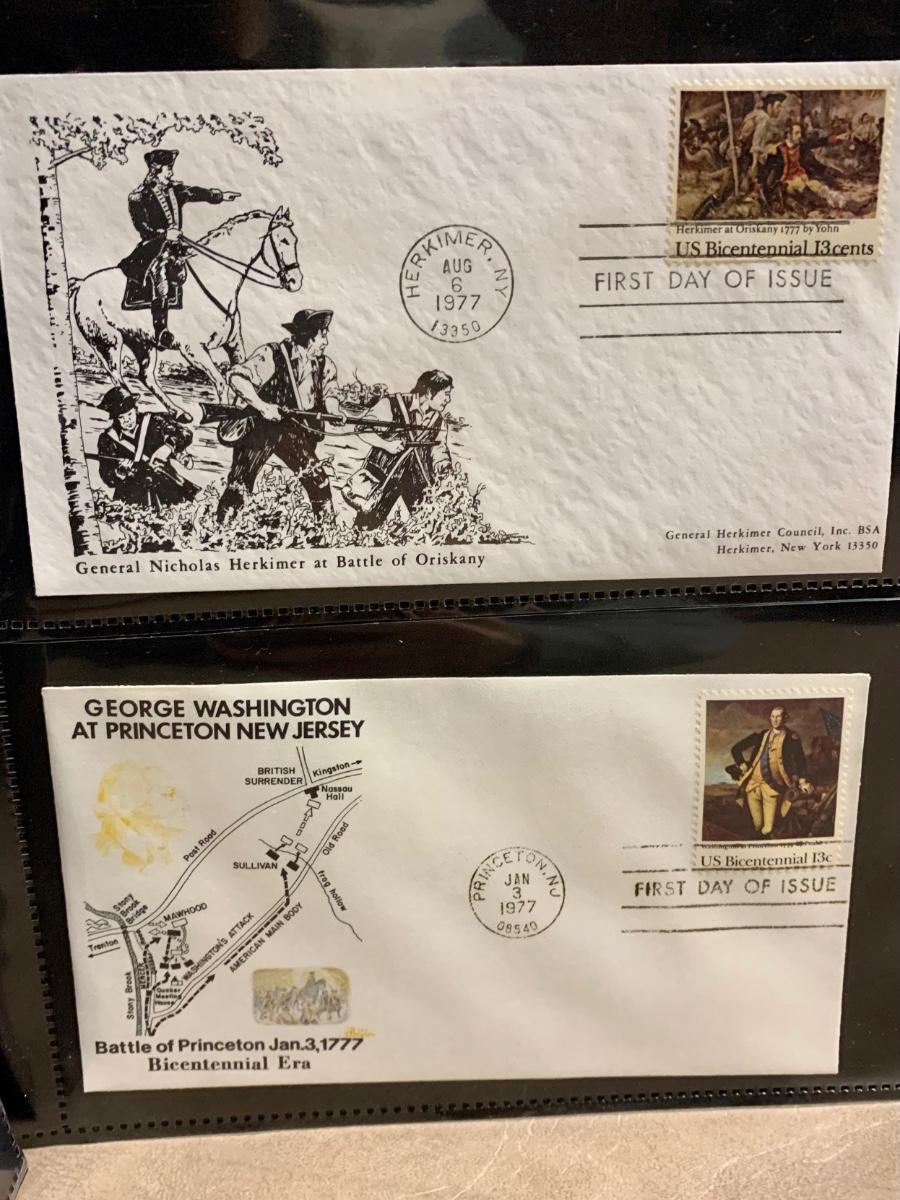 Herkimer at Oriskany 1777 by Yohn
US Bicentennial 13 cents
HERKIMER, NY
AUG
6
1977
13350
FIRST DAY OF ISSUE
General Herkimer Council, Inc. BSA
Herkimer, New York 13350
General Nicholas Herkimer at Battle of Oriskany
GEORGE WASHINGTON
AT PRINCETON NEW JERSEY
BRITISH
SURRENDER
Kingston
Nassau
Hall
Post Road
Old Road
SULLIVAN
frog hollow
Stony
Brook
Bridge
MAWHOOD
Trenton
WASHINGTON'S ATTACK
AMERICAN MAIN BODY
Stony Brook
Quaker
Meeting
House
Battle of Princeton Jan.3,1777
Bicentennial Era
PRINCETON, NJ
JAN
3
1977
08540
US Bicentennial 13c
FIRST DAY OF ISSUE